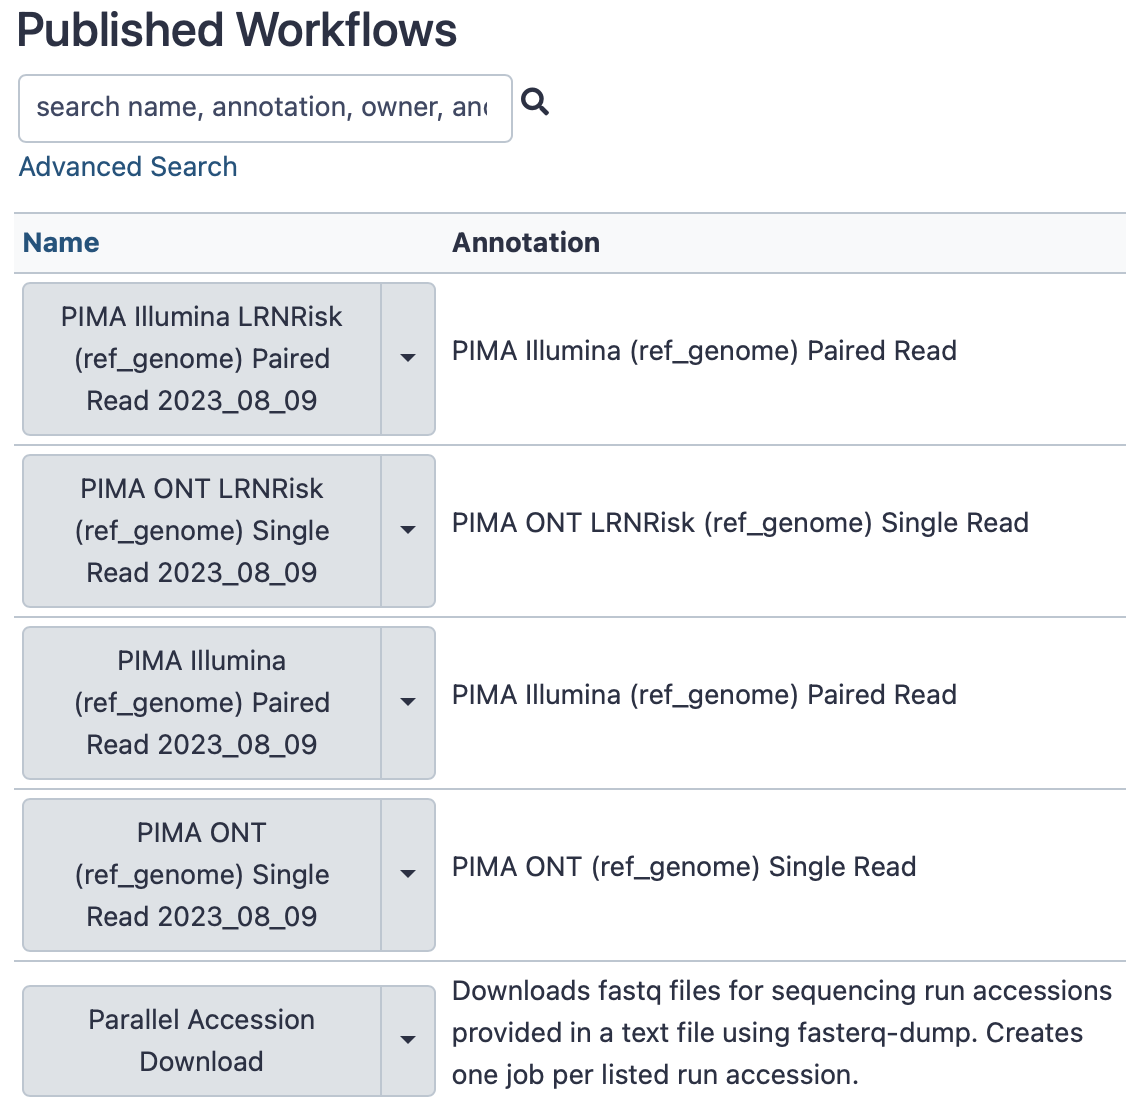 Published Workflows
search name, annotation, owner, and
Advanced Search
Name Annotation
PIMA Illumina LRNRisk
(ref_genome) Paired
Read 2023_08_09
PIMA Illumina (ref_genome) Paired Read
PIMA ONT LRNRisk
(ref_genome) Single
Read 2023_08_09
PIMA ONT LRNRisk (ref_genome) Single Read
PIMA Illumina
(ref_genome) Paired
Read 2023_08_09
PIMA Illumina (ref_genome) Paired Read
PIMA ONT
(ref_genome) Single
Read 2023_08_09
PIMA ONT (ref_genome) Single Read
Parallel Accession
Download
Downloads fastq files for sequencing run accessions
provided in a text file using fasterq-dump. Creates
one job per listed run accession.